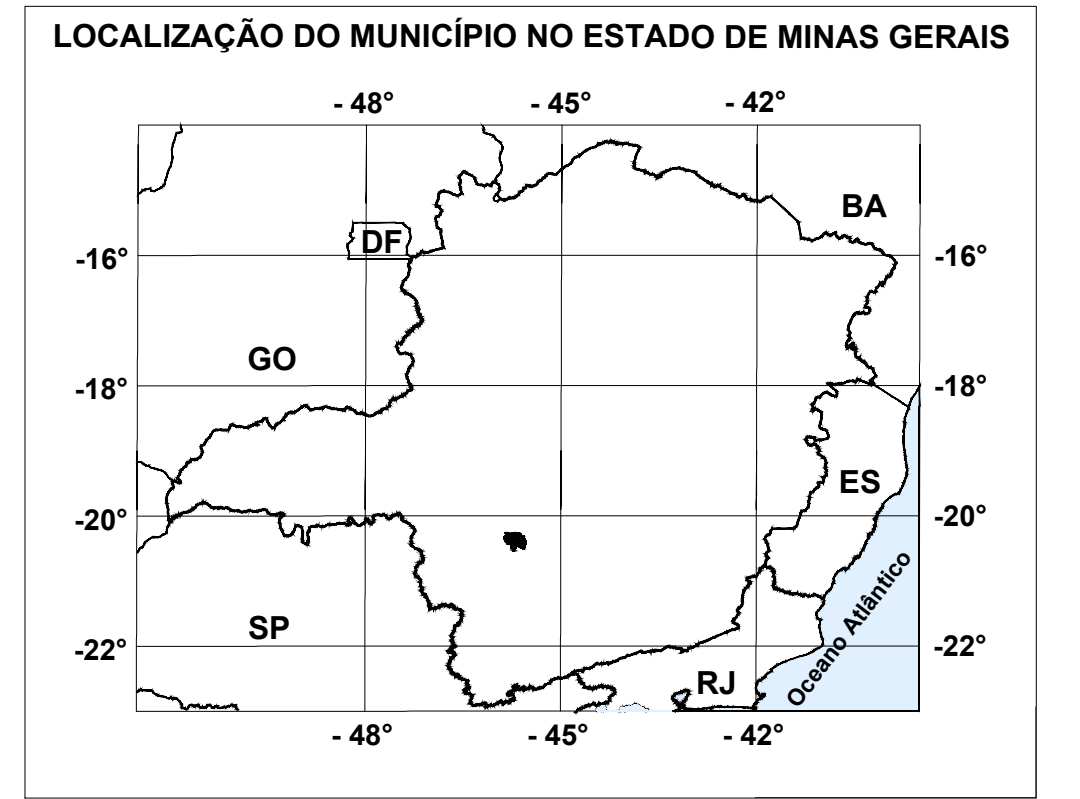 LOCALIZAÇÃO DO MUNICÍPIO NO ESTADO DE MINAS GERAIS
- 48° - 45° - 42°
BA
DF
-16° -16°
GO
-18° -18°
ES
-20° -20°
Oceano Atlântico
SP
-22° -22°
RJ
- 48° - 45° - 42°